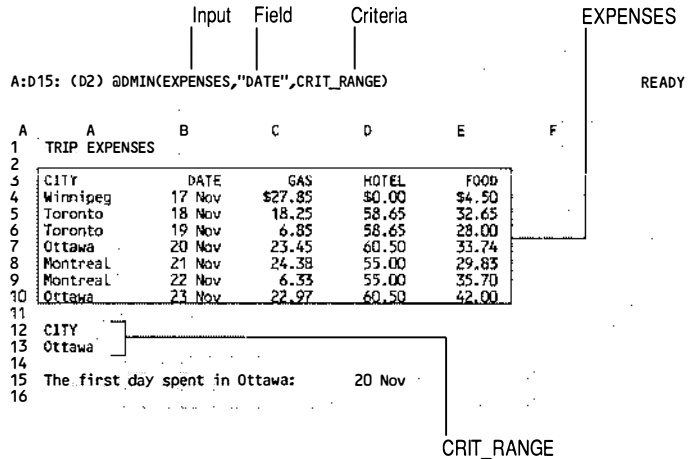 Input Field Criteria EXPENSES
A:D15: (D2) @DMIN(EXPENSES,"DATE",CRIT_RANGE) READY
A A B C D E F
1 TRIP EXPENSES
2
3 CITY DATE GAS HOTEL FOOD
4 Winnipeg 17 Nov $27.85 $0.00 $4.50
5 Toronto 18 Nov 18.25 58.65 32.65
6 Toronto 19 Nov 6.85 58.65 28.00
7 Ottawa 20 Nov 23.45 60.50 33.74
8 Montreal 21 Nov 24.38 55.00 29.83
9 Montreal 22 Nov 6.33 55.00 35.70
10 Ottawa 23 Nov 22.97 60.50 42.00
11
12 CITY
13 Ottawa
14
15 The first day spent in Ottawa: 20 Nov
16
CRIT_RANGE